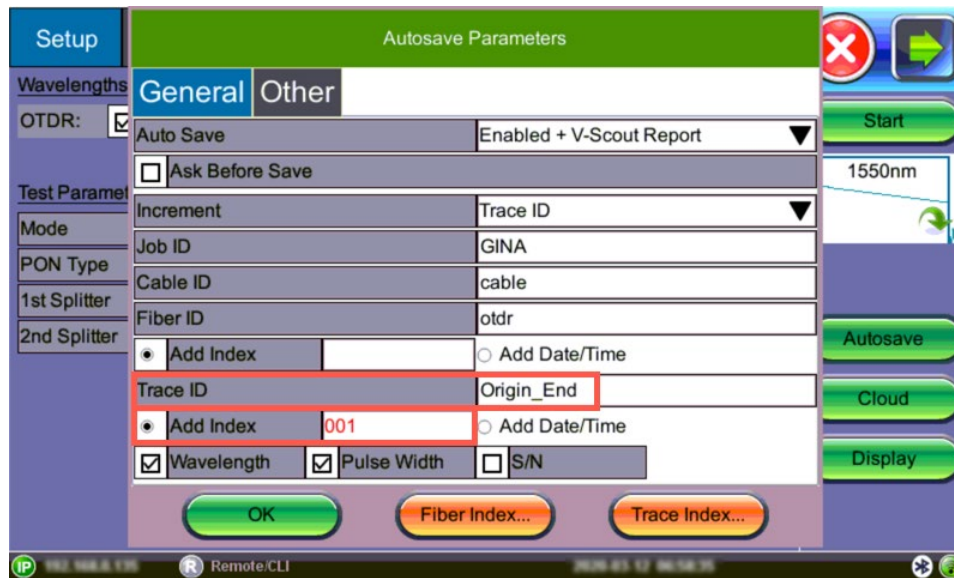 Setup
Autosave Parameters
Wavelengths
General Other
OTDR:
Auto Save Enabled + V-Scout Report
Start
Ask Before Save
1550nm
Test Paramet
Increment Trace ID
Mode
Job ID GINA
PON Type
Cable ID cable
1st Splitter
Fiber ID otdr
2nd Splitter
Add Index Add Date/Time
Autosave
Trace ID Origin_End
Cloud
Add Index 001 Add Date/Time
Wavelength Pulse Width S/N
Display
OK Fiber Index... Trace Index...
IP R Remote/CLI